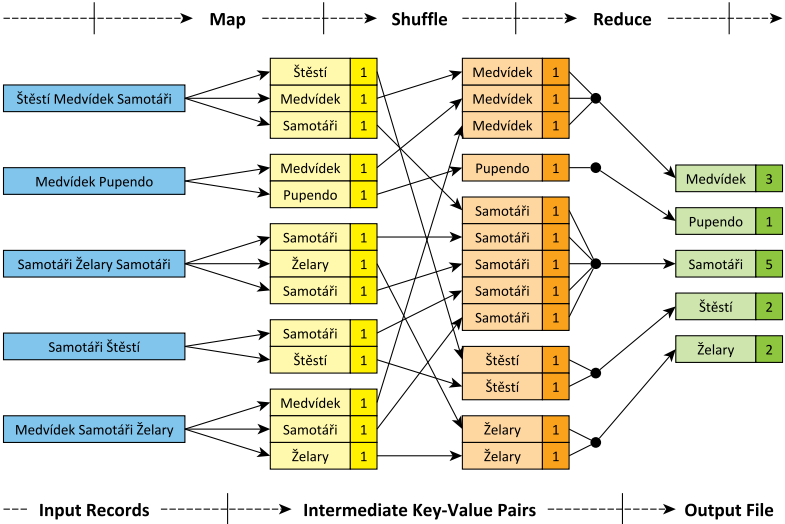 Map Shuffle Reduce
Štěstí Medvídek Samotáři
Medvídek Pupendo
Samotáři Želary Samotáři
Samotáři Štěstí
Medvídek Samotáři Želary
Štěstí 1
Medvídek 1
Samotáři 1
Medvídek 1
Pupendo 1
Samotáři 1
Želary 1
Samotáři 1
Samotáři 1
Štěstí 1
Medvídek 1
Samotáři 1
Želary 1
Medvídek 1
Medvídek 1
Medvídek 1
Pupendo 1
Samotáři 1
Samotáři 1
Samotáři 1
Samotáři 1
Samotáři 1
Štěstí 1
Štěstí 1
Želary 1
Želary 1
Medvídek 3
Pupendo 1
Samotáři 5
Štěstí 2
Želary 2
Input Records Intermediate Key-Value Pairs Output File